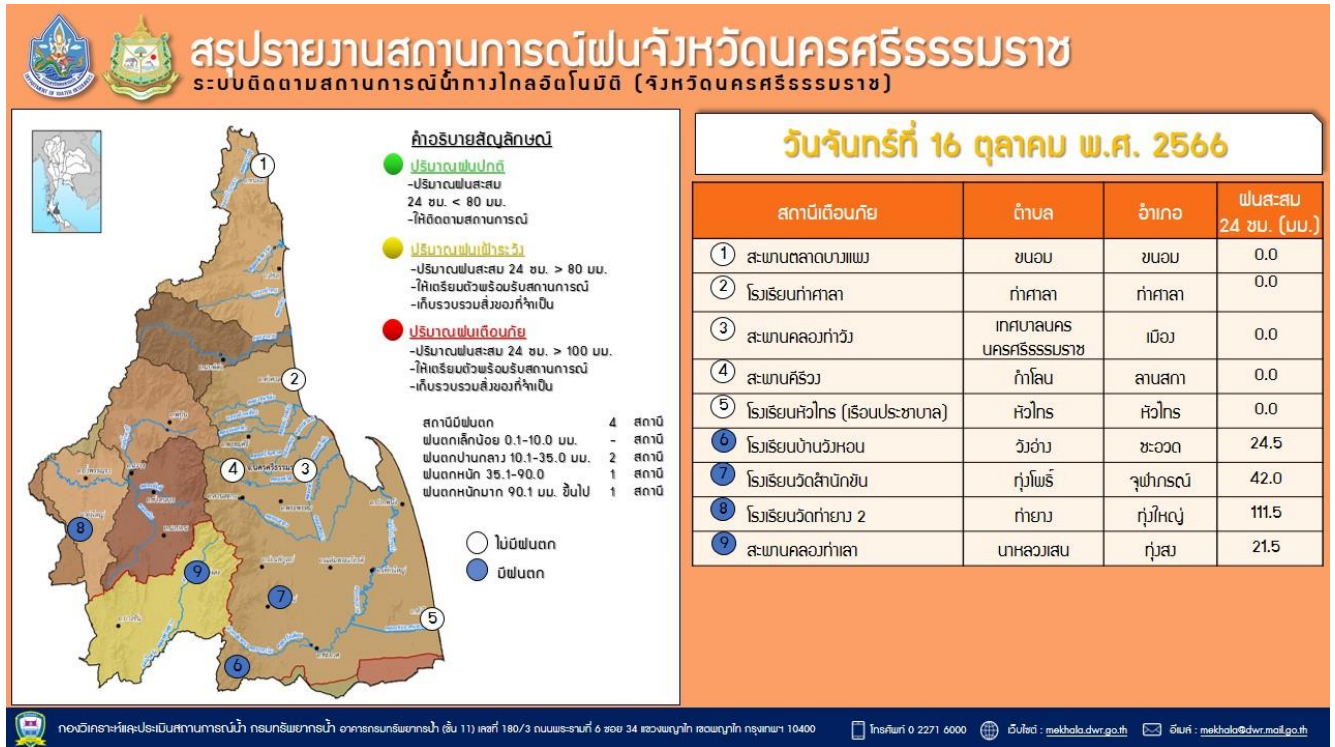 สรุปรายงานสถานการณ์ฝนจังหวัดนครศรีธรรมราช
ระบบติดตามสถานการณ์น้ำทางไกลอัตโนมัติ (จังหวัดนครศรีธรรมราช)
คำอธิบายสัญลักษณ์
ปริมาณฝนปกติ
-ปริมาณฝนสะสม
24 ชม. < 80 มม.
-ให้ติดตามสถานการณ์
ปริมาณฝนเฝ้าระวัง
-ปริมาณฝนสะสม 24 ชม. > 80 มม.
-ให้เตรียมตัวพร้อมรับสถานการณ์
-เก็บรวบรวมสิ่งของที่จำเป็น
ปริมาณฝนเตือนภัย
-ปริมาณฝนสะสม 24 ชม. > 100 มม.
-ให้เตรียมตัวพร้อมรับสถานการณ์
-เก็บรวบรวมสิ่งของที่จำเป็น
สถานีมีฝนตก 4 สถานี
ฝนตกเล็กน้อย 0.1-10.0 มม. - สถานี
ฝนตกปานกลาง 10.1-35.0 มม. 2 สถานี
ฝนตกหนัก 35.1-90.0 1 สถานี
ฝนตกหนักมาก 90.1 มม. ขึ้นไป 1 สถานี
ไม่มีฝนตก
มีฝนตก
1
2
4
3
8
9
7
5
6
วันจันทร์ที่ 16 ตุลาคม พ.ศ. 2566
สถานีเตือนภัย ตำบล อำเภอ ฝนสะสม
24 ชม. (มม.)
1 สะพานตลาดบางแพง ขนอม ขนอม 0.0
2 โรงเรียนท่าศาลา ท่าศาลา ท่าศาลา 0.0
3 สะพานคลองท่าวัง เทศบาลนคร
นครศรีธรรมราช เมือง 0.0
4 สะพานคีรีวง กำโลน ลานสกา 0.0
5 โรงเรียนหัวไทร (เรือนประชาบาล) หัวไทร หัวไทร 0.0
6 โรงเรียนบ้านวังหอน วังอ่าง ชะอวด 24.5
7 โรงเรียนวัดสำนักขัน ทุ่งโพธิ์ จุฬาภรณ์ 42.0
8 โรงเรียนวัดท่ายาง 2 ท่ายาง ทุ่งใหญ่ 111.5
9 สะพานคลองท่าเลา นาหลวงเสน ทุ่งสง 21.5
กองวิเคราะห์และประเมินสถานการณ์น้ำ กรมทรัพยากรน้ำ อาคารกรมทรัพยากรน้ำ (ชั้น 11) เลขที่ 180/3 ถนนพระรามที่ 6 ซอย 34 แขวงพญาไท เขตพญาไท กรุงเทพฯ 10400 โทรศัพท์ 0 2271 6000 เว็บไซต์ : mekhala.dwr.go.th อีเมล์ : mekhala@dwr.mail.go.th